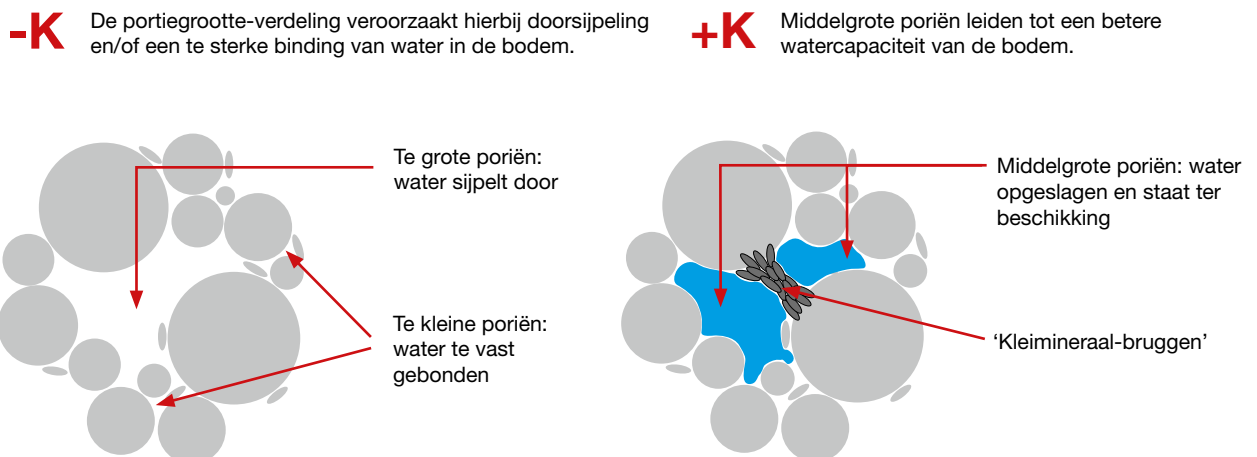 -K
De portiegrootte-verdeling veroorzaakt hierbij doorsijpeling
en/of een te sterke binding van water in de bodem.
+K
Middelgrote poriën leiden tot een betere
watercapaciteit van de bodem.
Te grote poriën:
water sijpelt door
Te kleine poriën:
water te vast
gebonden
Middelgrote poriën: water
opgeslagen en staat ter
beschikking
‘Kleimineraal-bruggen’